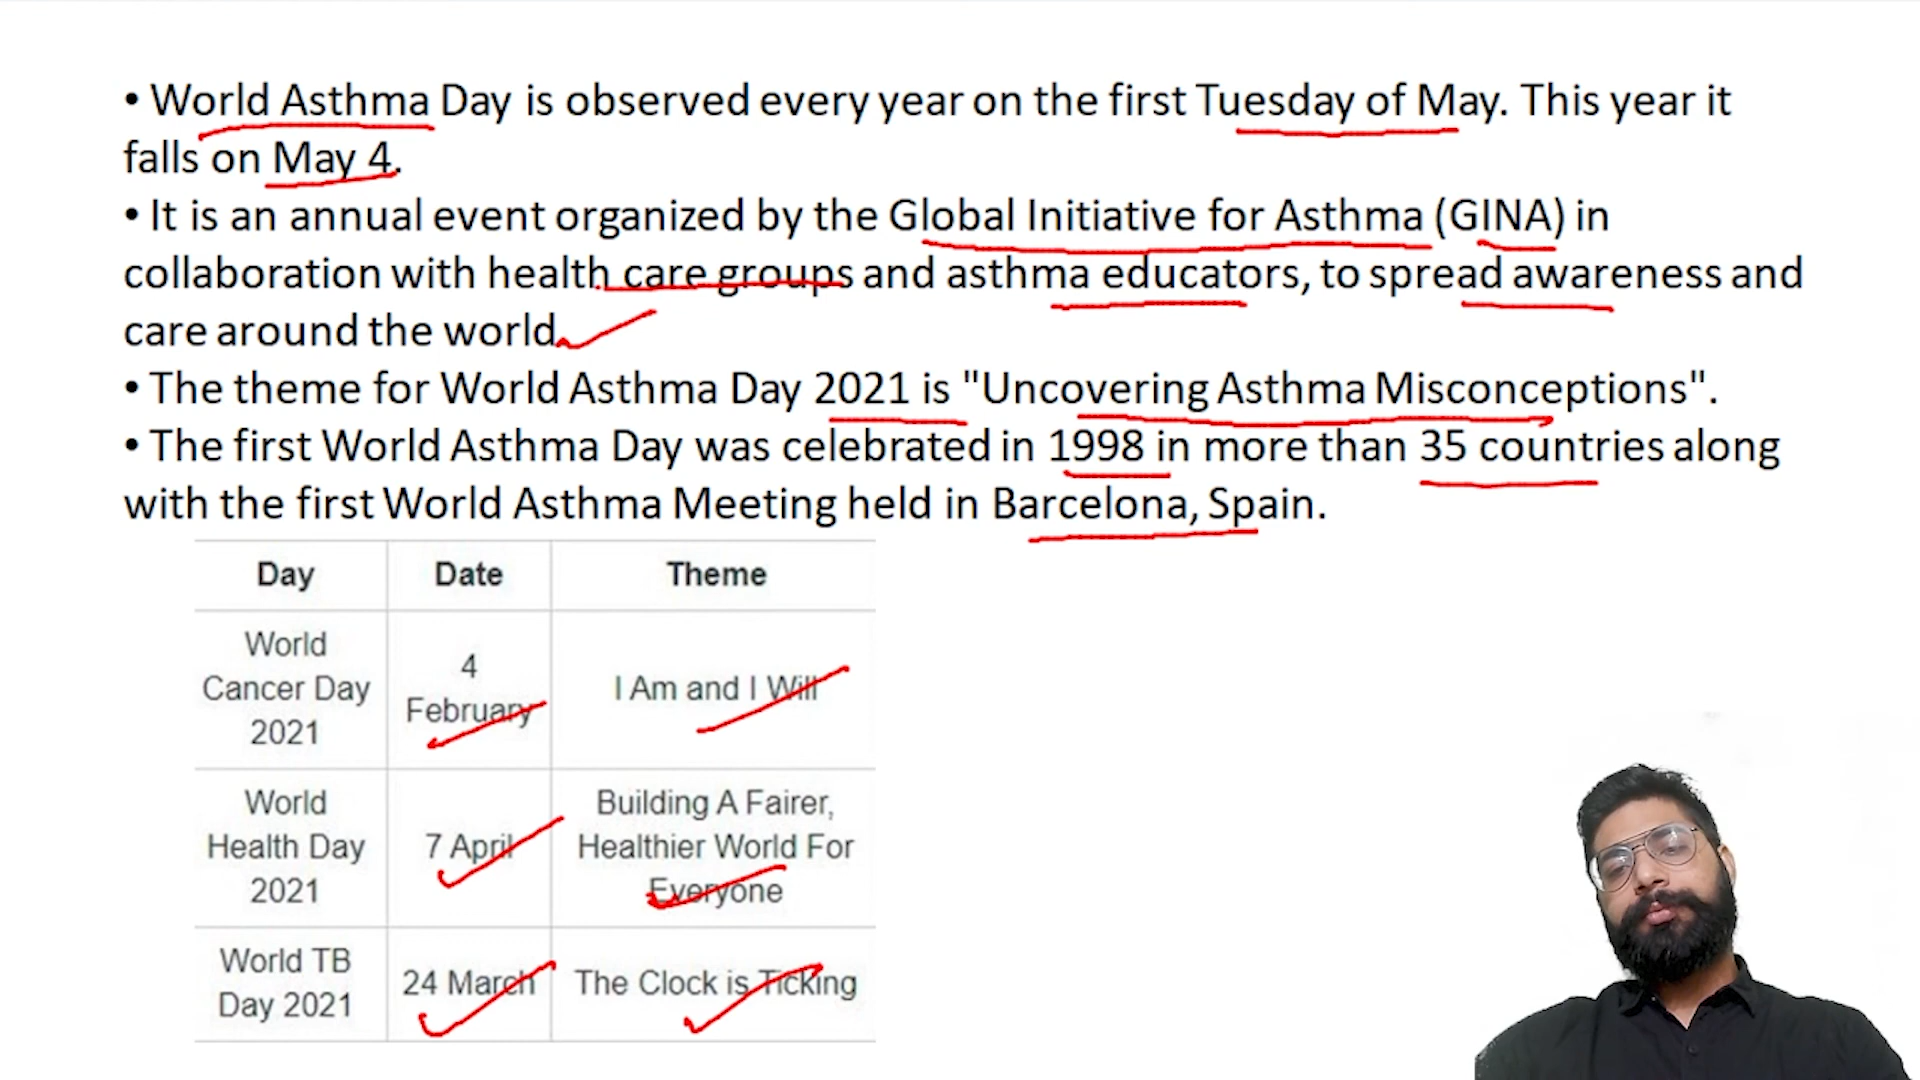 • World Asthma Day is observed every year on the first Tuesday of May. This year it
falls on May 4.
• It is an annual event organized by the Global Initiative for Asthma (GINA) in
collaboration with health care groups and asthma educators, to spread awareness and
care around the world.
• The theme for World Asthma Day 2021 is "Uncovering Asthma Misconceptions".
• The first World Asthma Day was celebrated in 1998 in more than 35 countries along
with the first World Asthma Meeting held in Barcelona, Spain.
Day Date Theme
World
Cancer Day
2021
4
February
I Am and I Will
World
Health Day
2021
7 April
Building A Fairer,
Healthier World For
Everyone
World TB
Day 2021
24 March
The Clock is Ticking